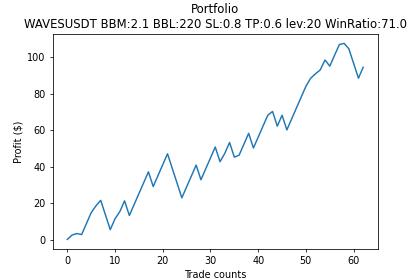 Portfolio
WAVESUSDT BBM:2.1 BBL:220 SL:0.8 TP:0.6 lev:20 WinRatio:71.0
Profit ($)
100
80
60
40
20
0
0 10 20 30 40 50 60
Trade counts